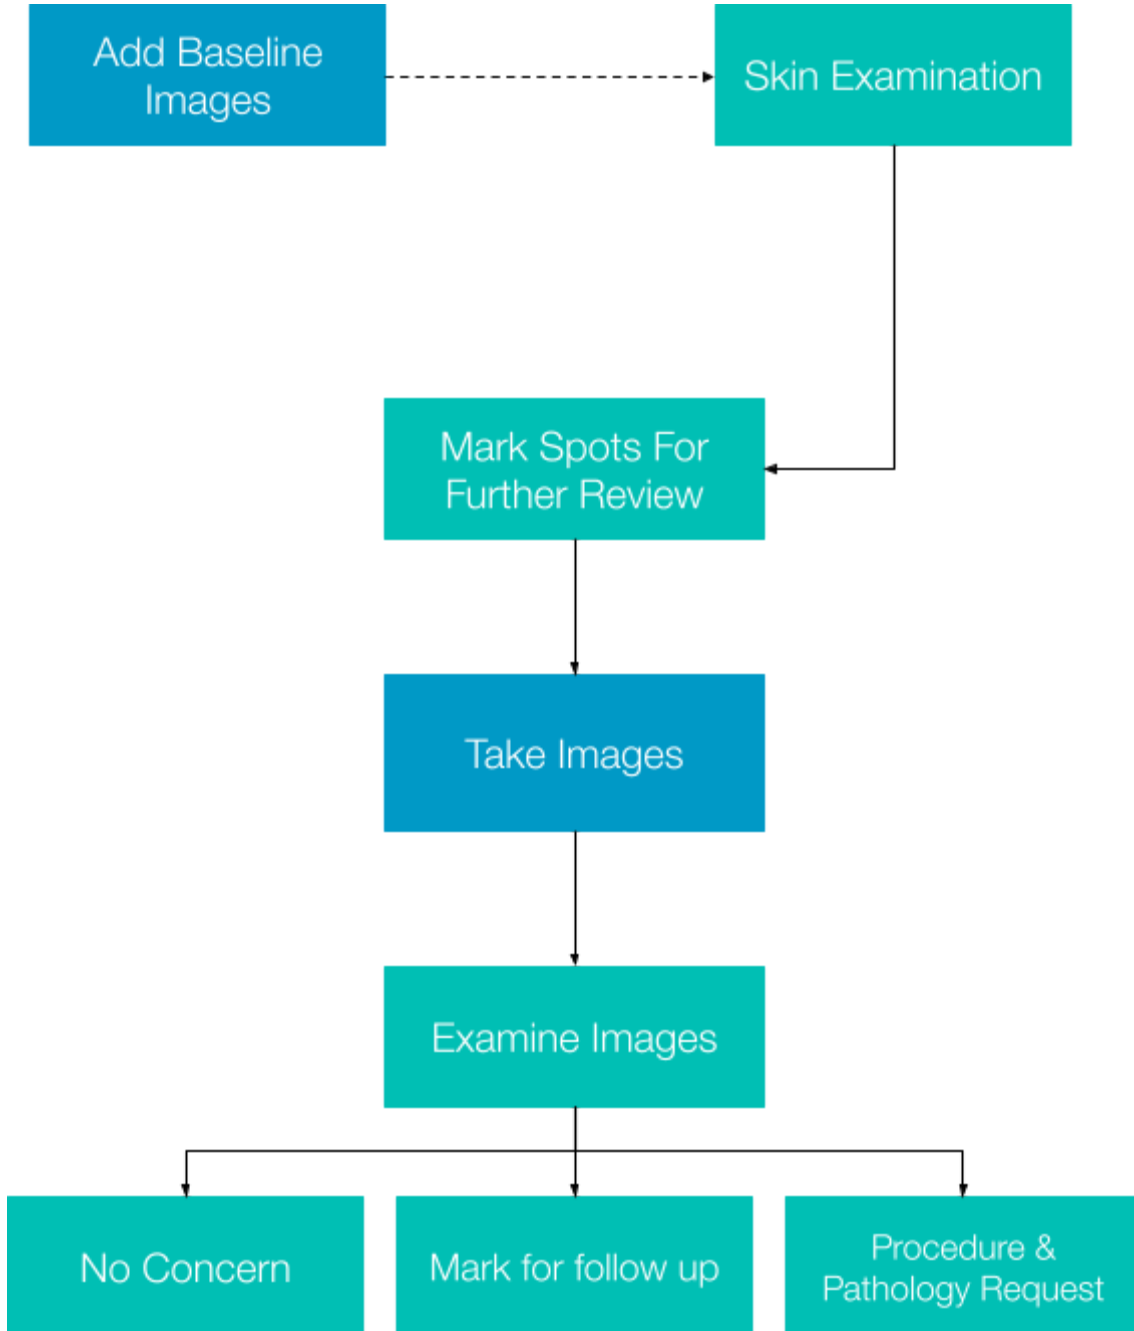 Add Baseline
Images
Skin Examination
Mark Spots For
Further Review
Take Images
Examine Images
No Concern
Mark for follow up
Procedure &
Pathology Request